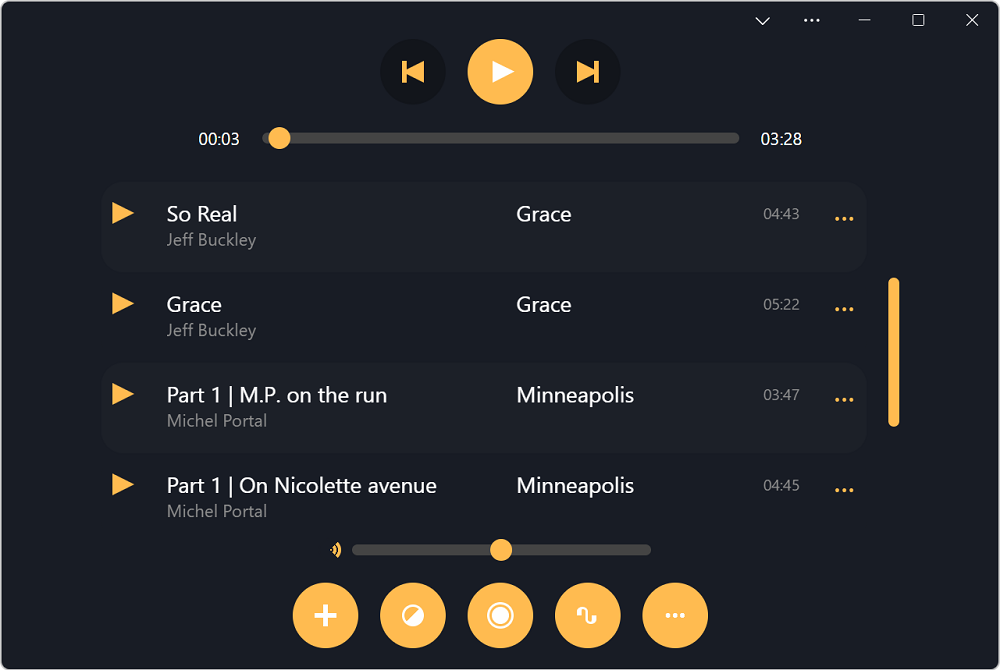 00:03 03:28
So Real Grace 04:43
Jeff Buckley
Grace Grace 05:22
Jeff Buckley
Part 1 | M.P. on the run Minneapolis 03:47
Michel Portal
Part 1 | On Nicolette avenue Minneapolis 04:45
Michel Portal